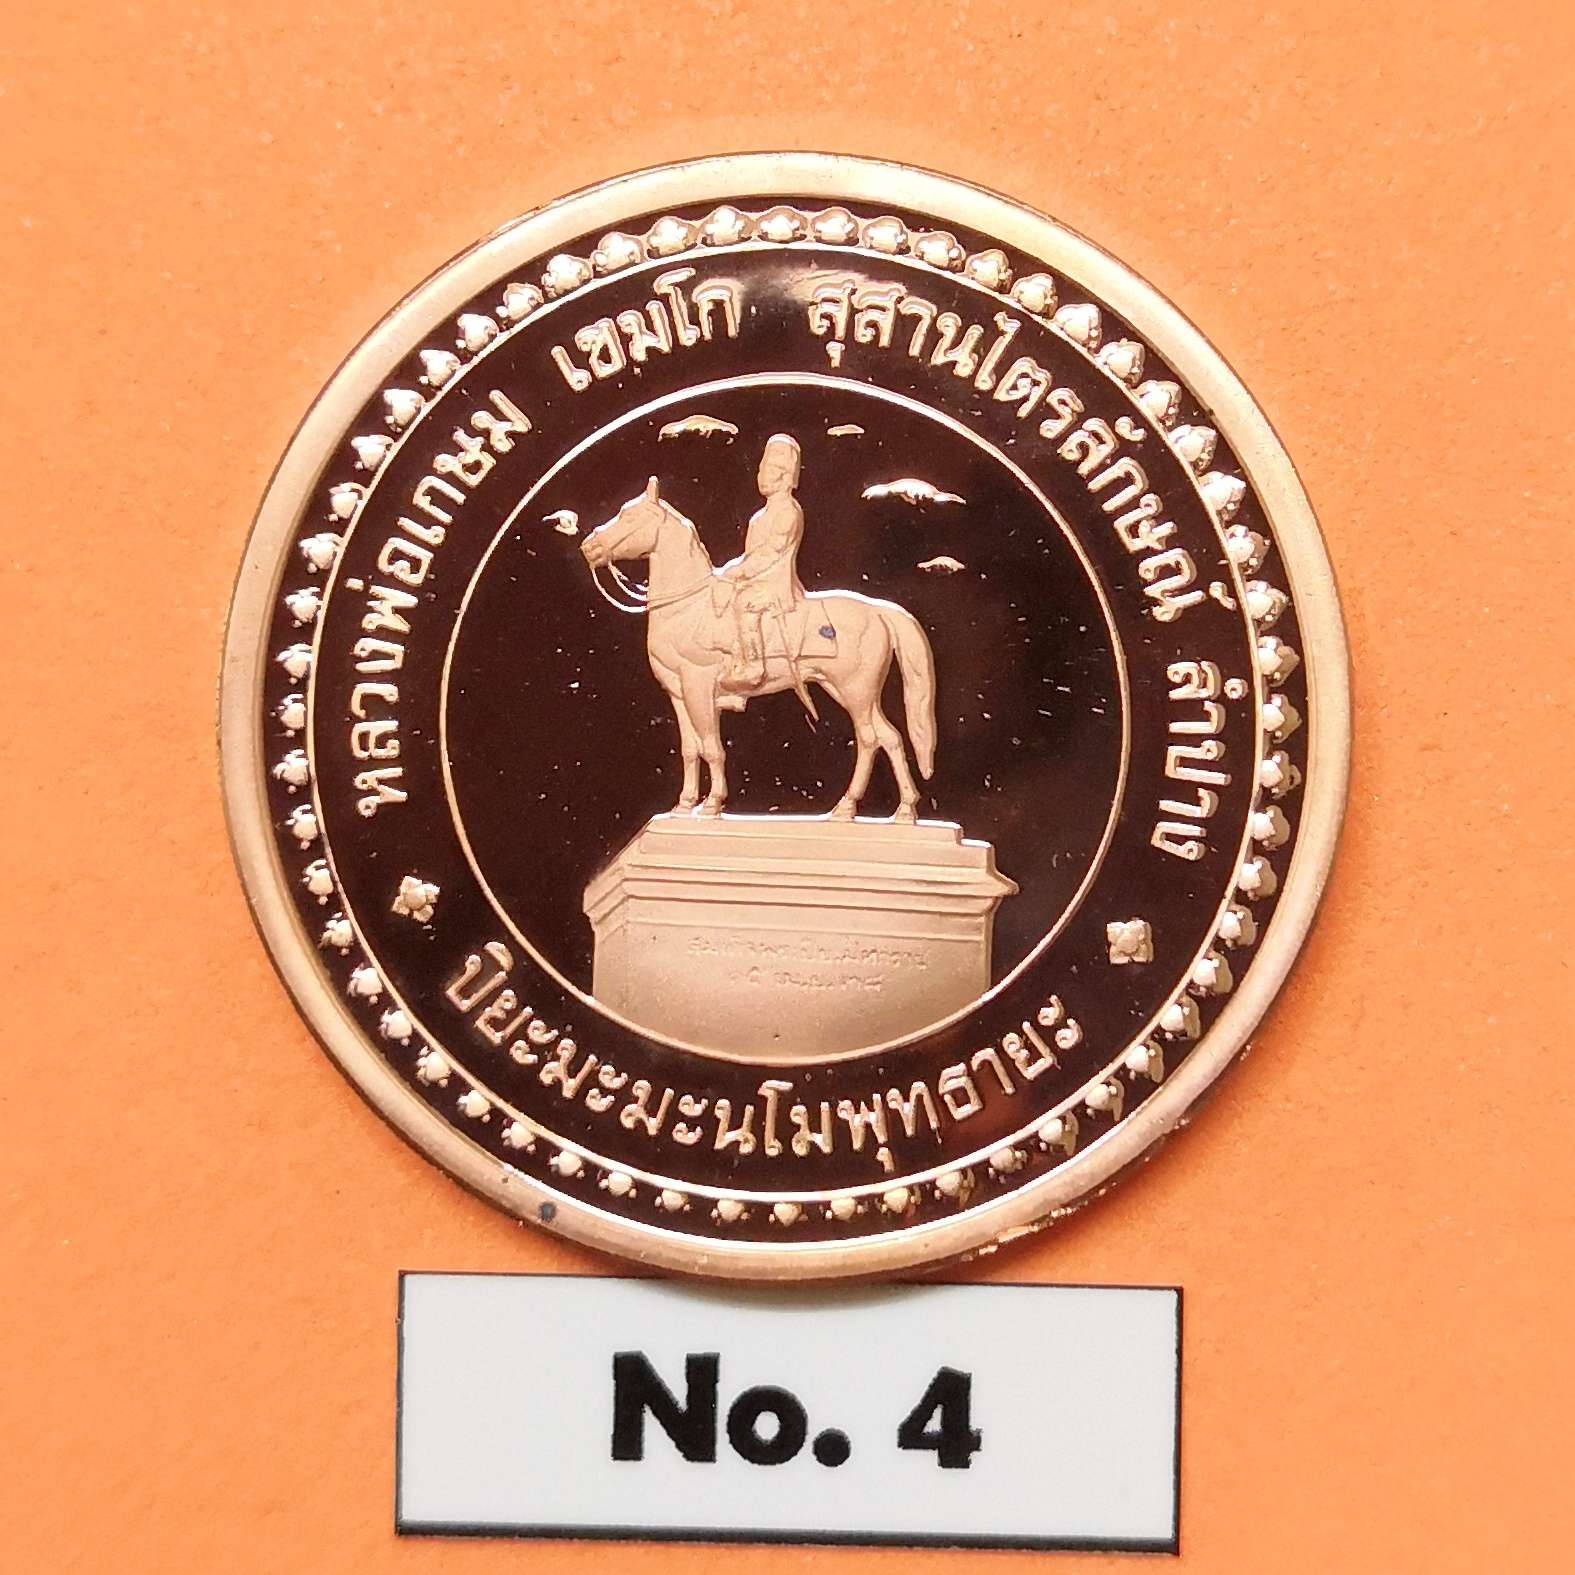 หลวงพ่อเกษม เขมโก สุสานไตรลักษณ์ ลำปาง
ปิยะมะมะนโมพุทธายะ
No. 4